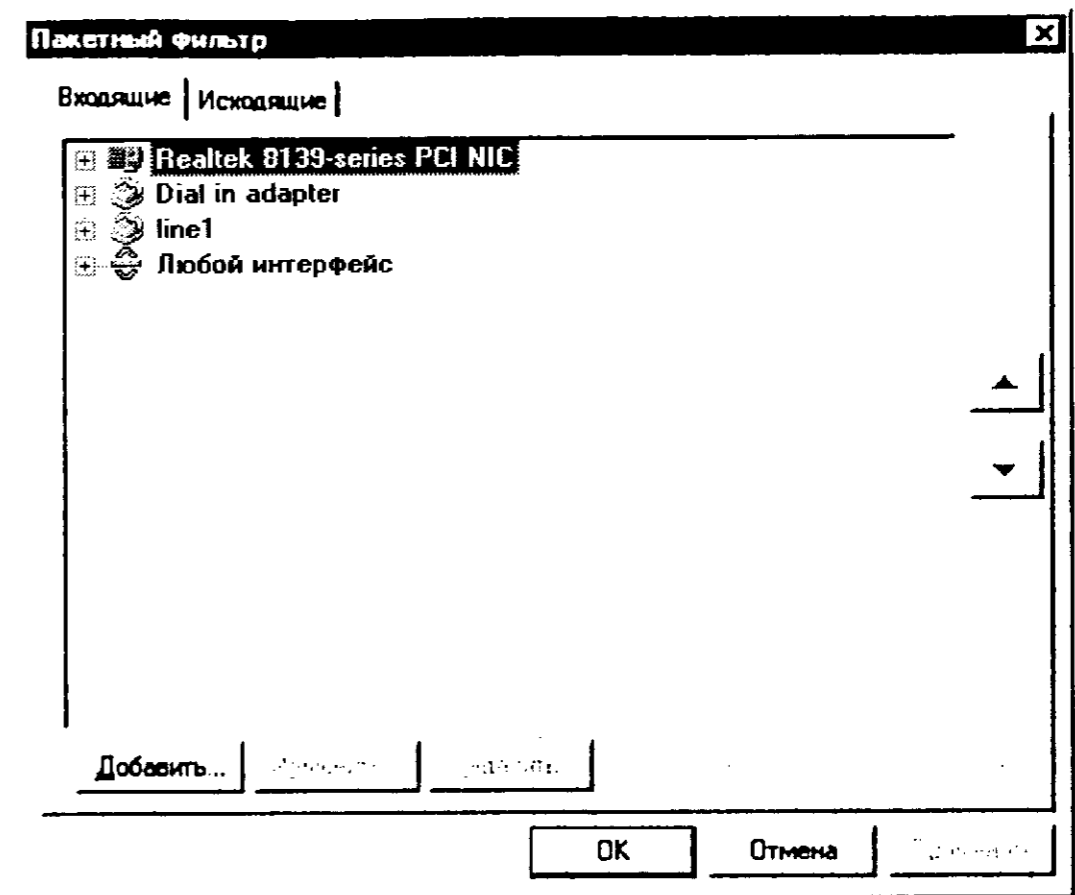 Пакетный фильтр
Входящие Исходящие
Realtek 8139-series PCI NIC
Dial in adapter
line1
Любой интерфейс
Добавить...
OK Отмена